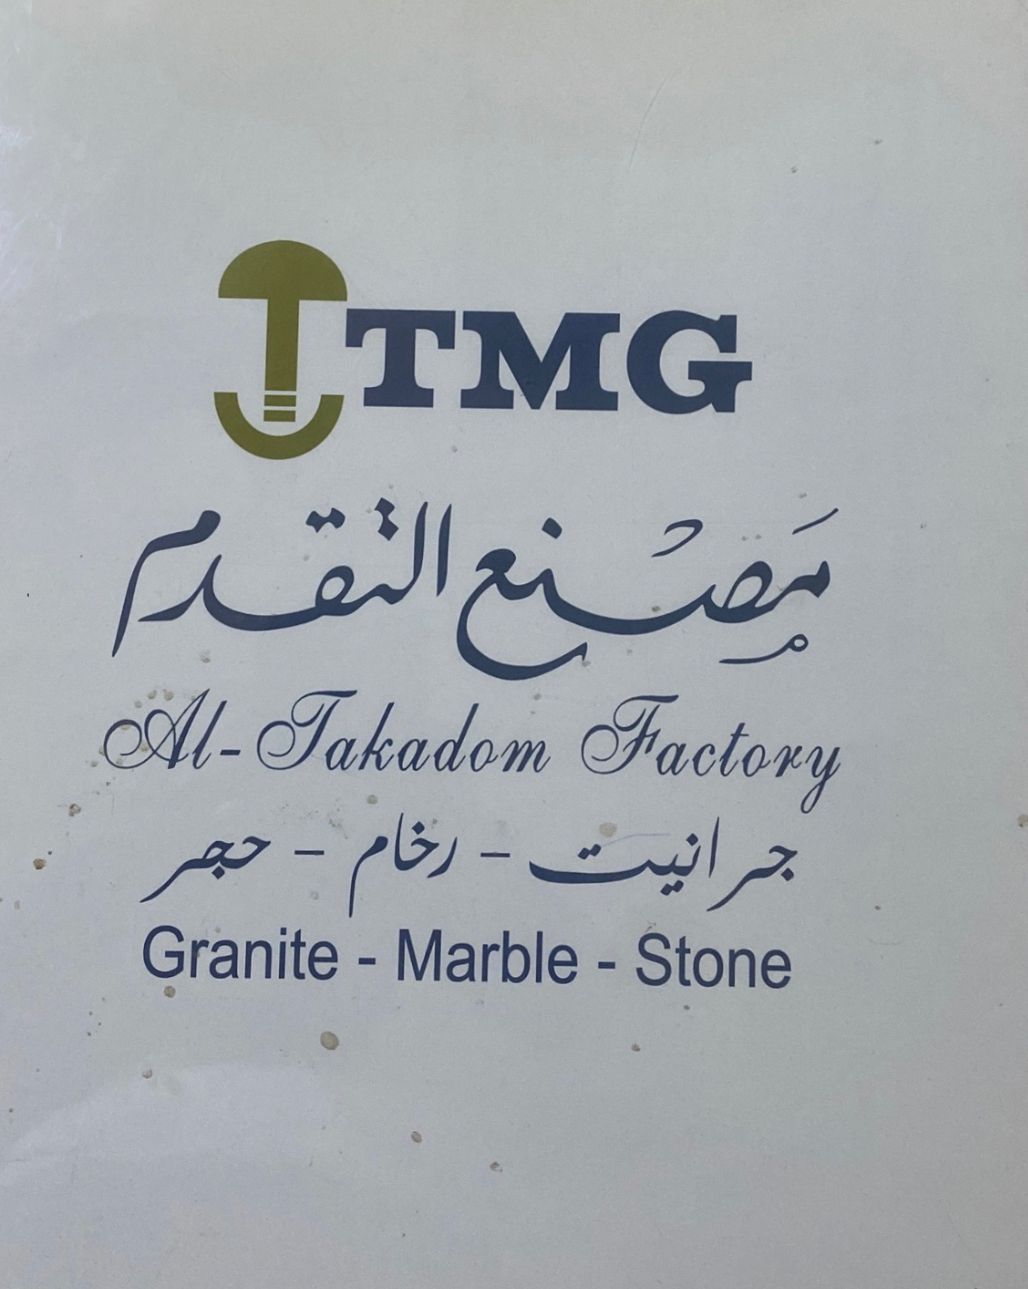 TMG
مصنع التقدم
Al-Takadom Factory
جرانيت - رخام - حجر
Granite - Marble - Stone